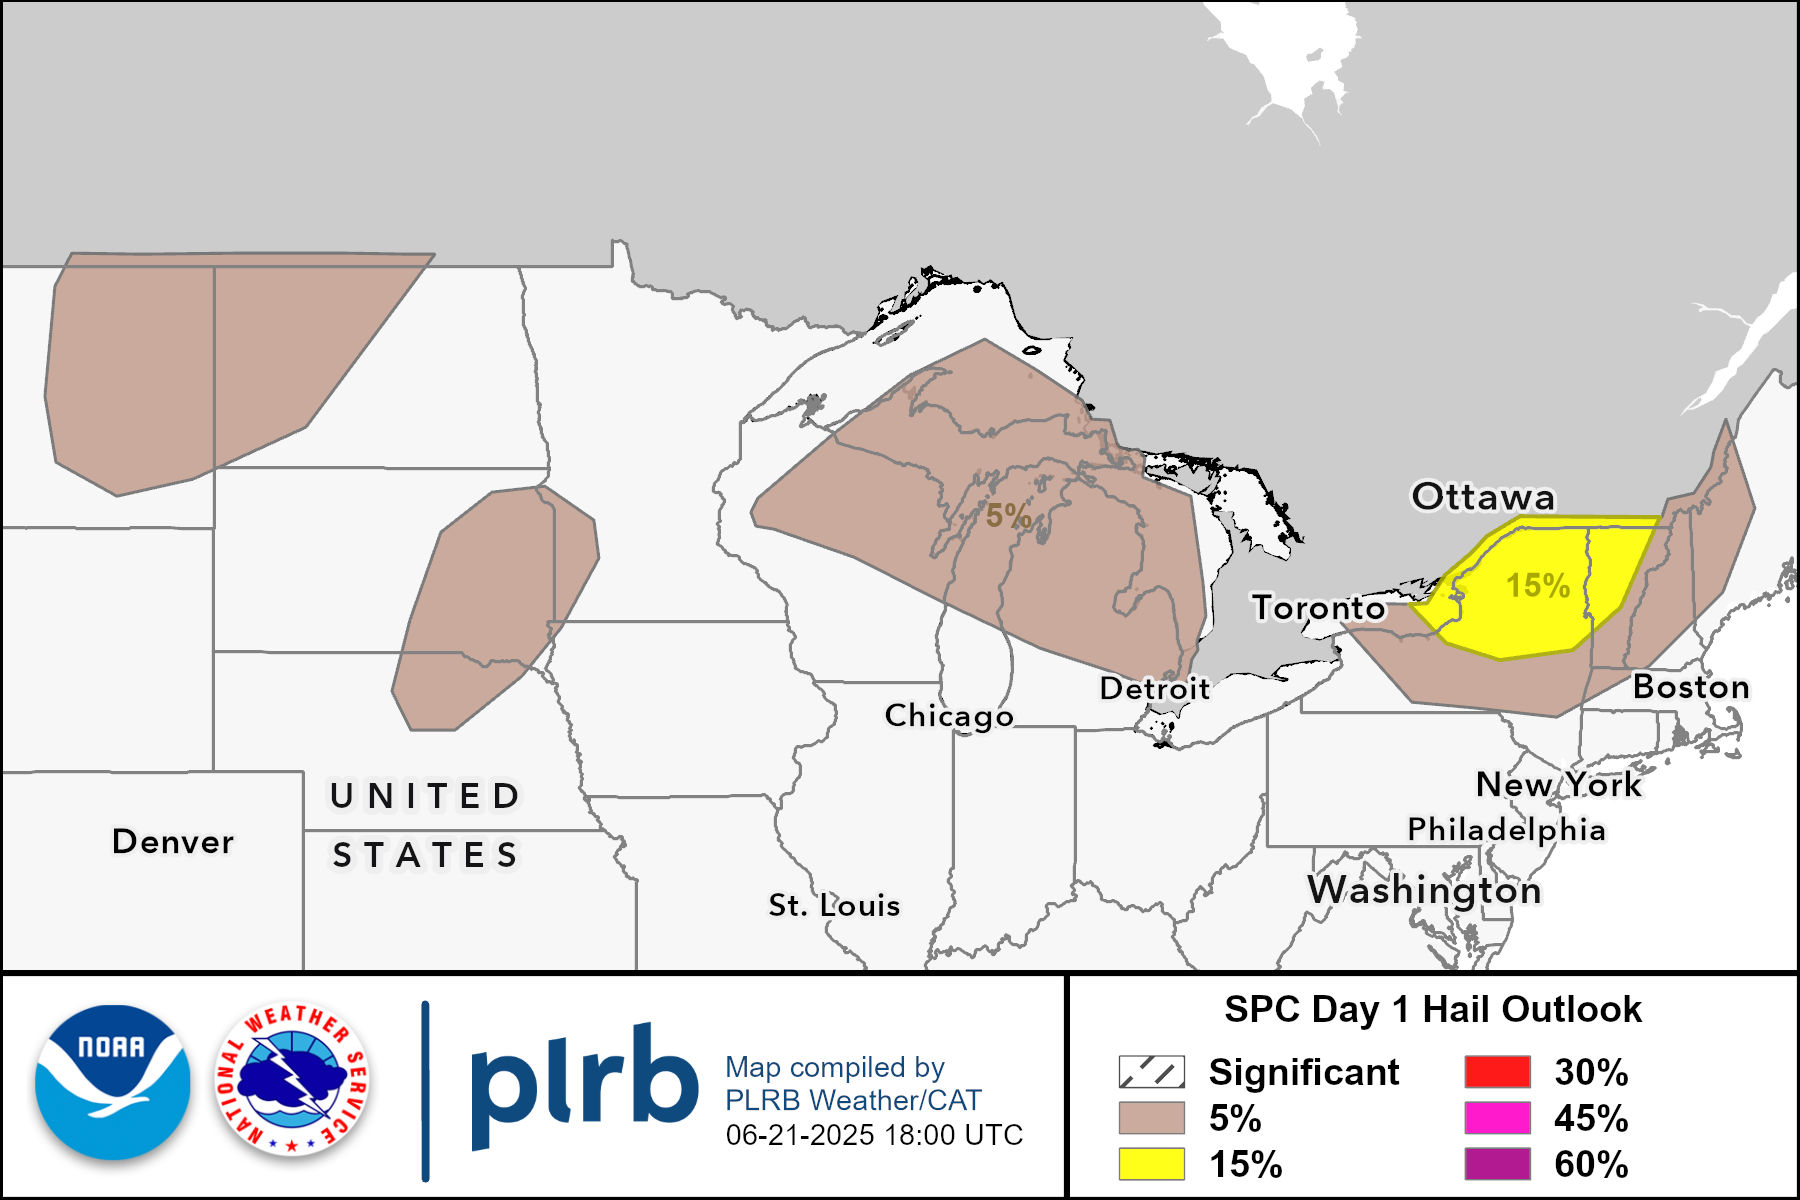 5%
Ottawa
15%
Toronto
Detroit
Boston
Chicago
UNITED
STATES
New York
Denver
Philadelphia
Washington
St. Louis
NOAA
NATIONAL WEATHER SERVICE
plrb
Map compiled by
PLRB Weather/CAT
06-21-2025 18:00 UTC
SPC Day 1 Hail Outlook
Significant
30%
5%
45%
15%
60%